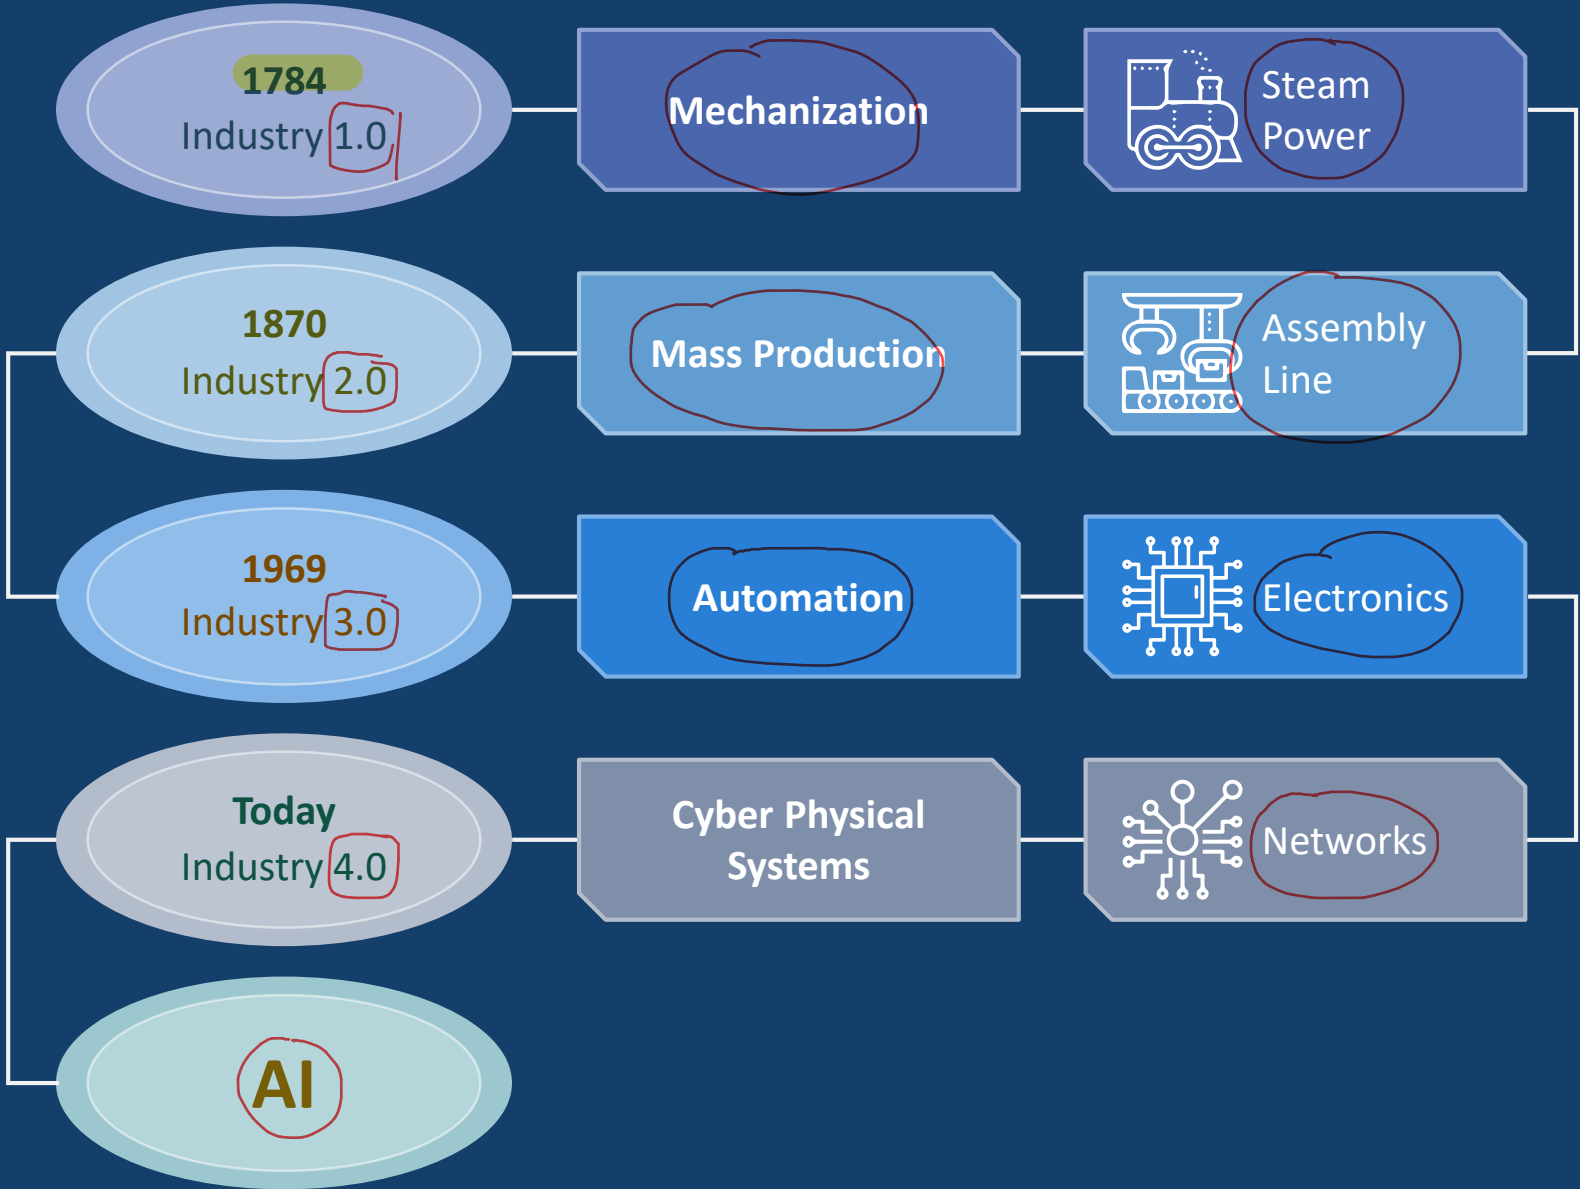 1784
Industry 1.0
Mechanization
Steam
Power
1870
Industry 2.0
Mass Production
Assembly
Line
1969
Industry 3.0
Automation
Electronics
Today
Industry 4.0
Cyber Physical
Systems
Networks
AI